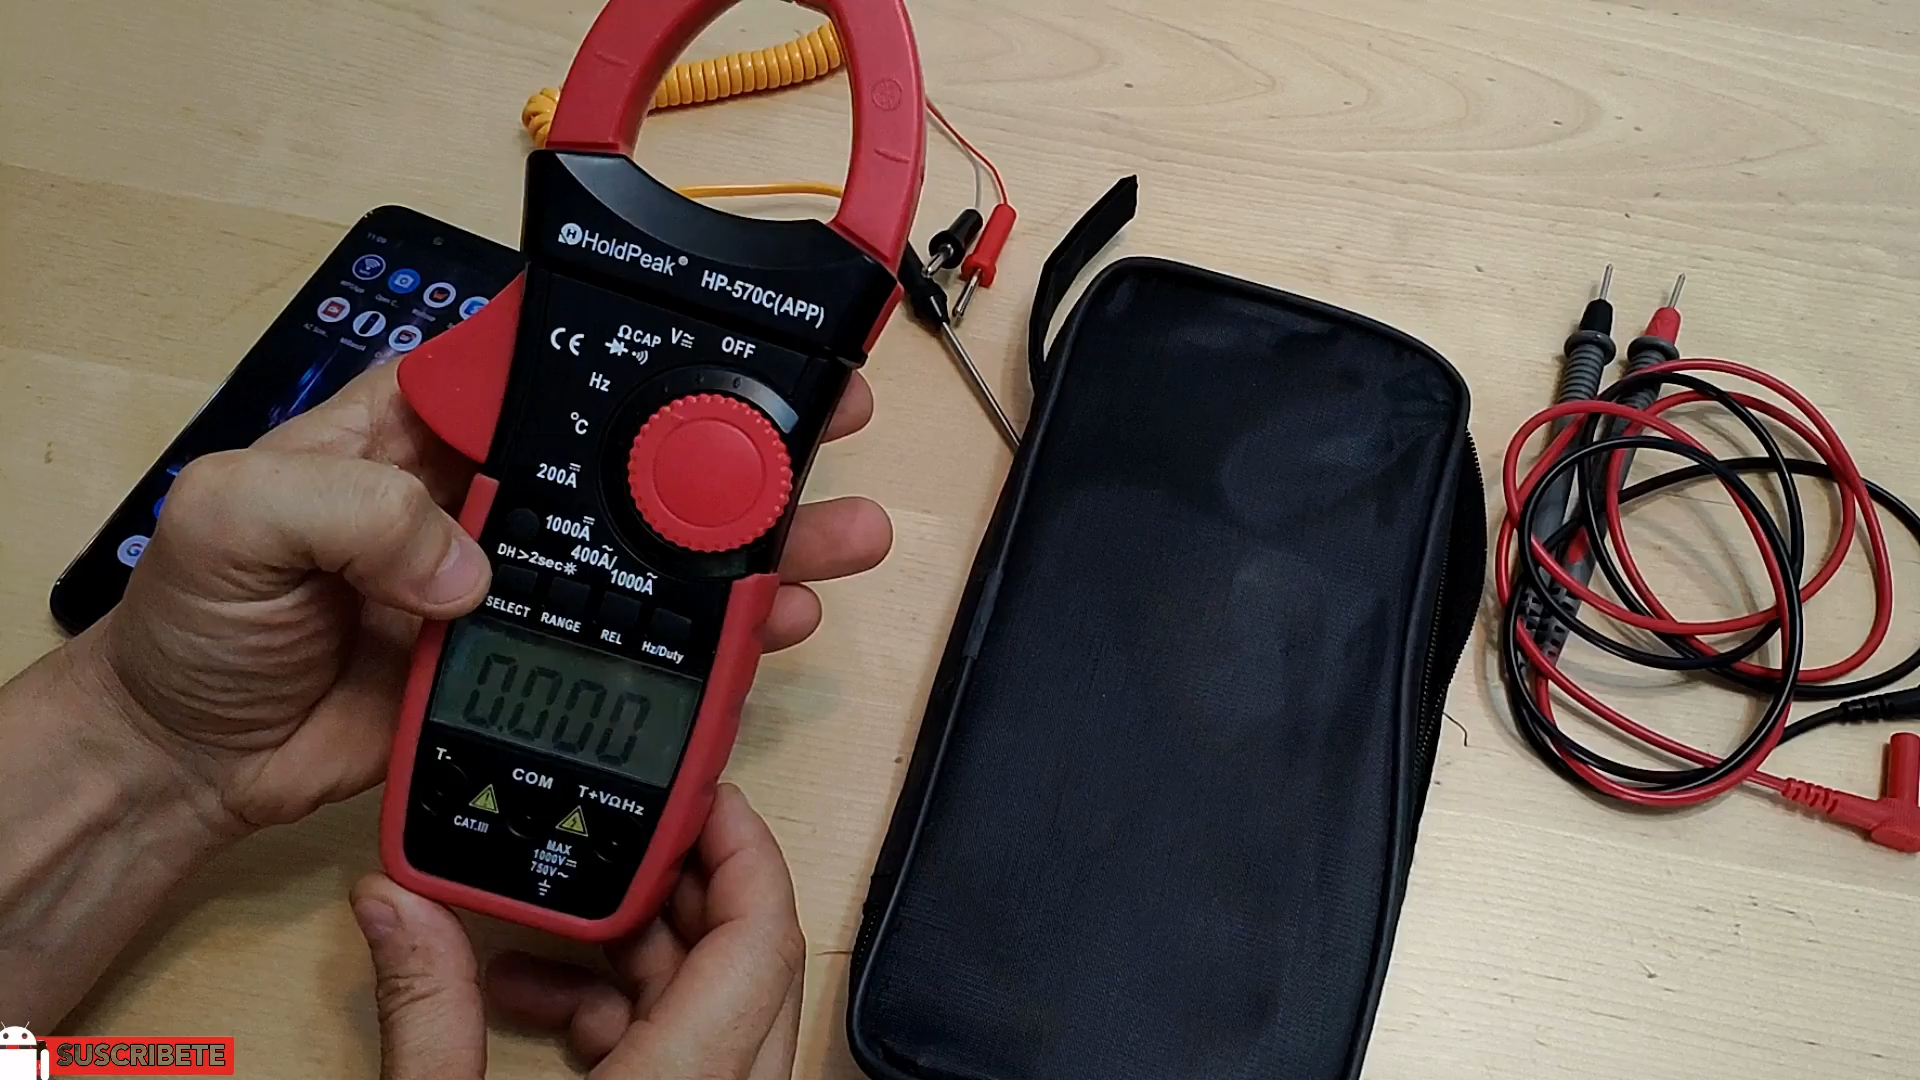 HoldPeak®
HP-570C(APP)
CE
ΩCAP
V≂
OFF
Hz
°C
200A
1000A
400A~/
1000A~
DH>2sec☀
SELECT
RANGE
REL
Hz/Duty
0.000
T-
COM
T+VΩHz
CAT.III
MAX
1000V⎓
750V~
SUSCRIBETE